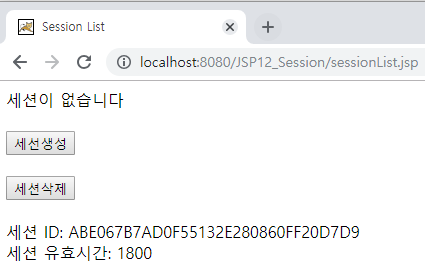 Session List
localhost:8080/JSP12_Session/sessionList.jsp
세션이 없습니다
세선생성
세션삭제
세션 ID: ABE067B7AD0F55132E280860FF20D7D9
세션 유효시간: 1800